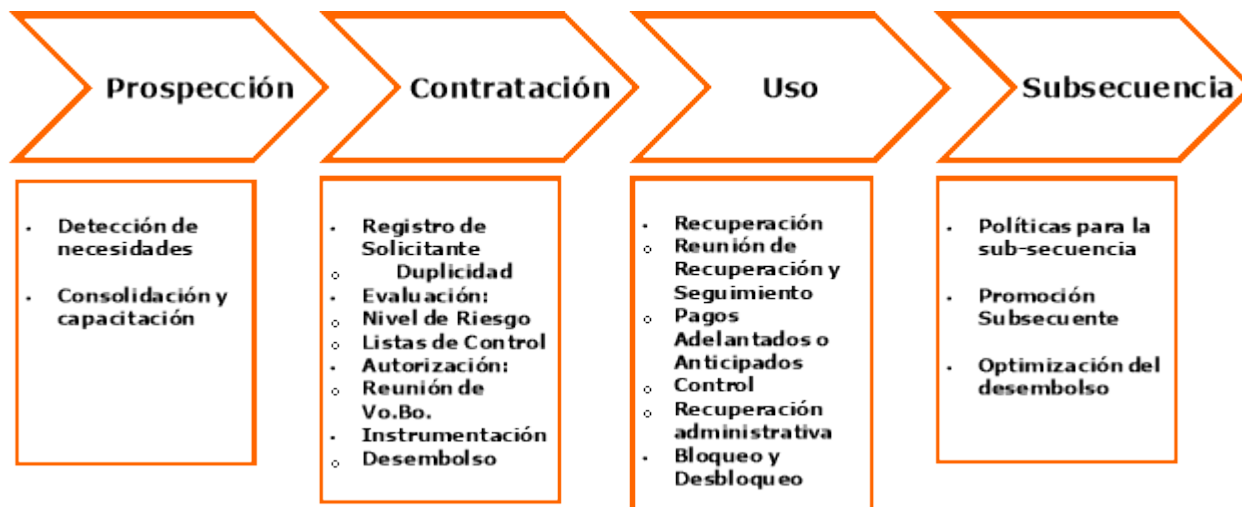 Prospección
Contratación
Uso
Subsecuencia
· Detección de
necesidades
· Consolidación y
capacitación
· Registro de
Solicitante
o Duplicidad
· Evaluación:
o Nivel de Riesgo
o Listas de Control
· Autorización:
o Reunión de
Vo.Bo.
· Instrumentación
o Desembolso
· Recuperación
o Reunión de
Recuperación y
Seguimiento
o Pagos
Adelantados o
Anticipados
o Control
o Recuperación
administrativa
· Bloqueo y
Desbloqueo
· Políticas para la
sub-secuencia
· Promoción
Subsecuente
· Optimización del
desembolso